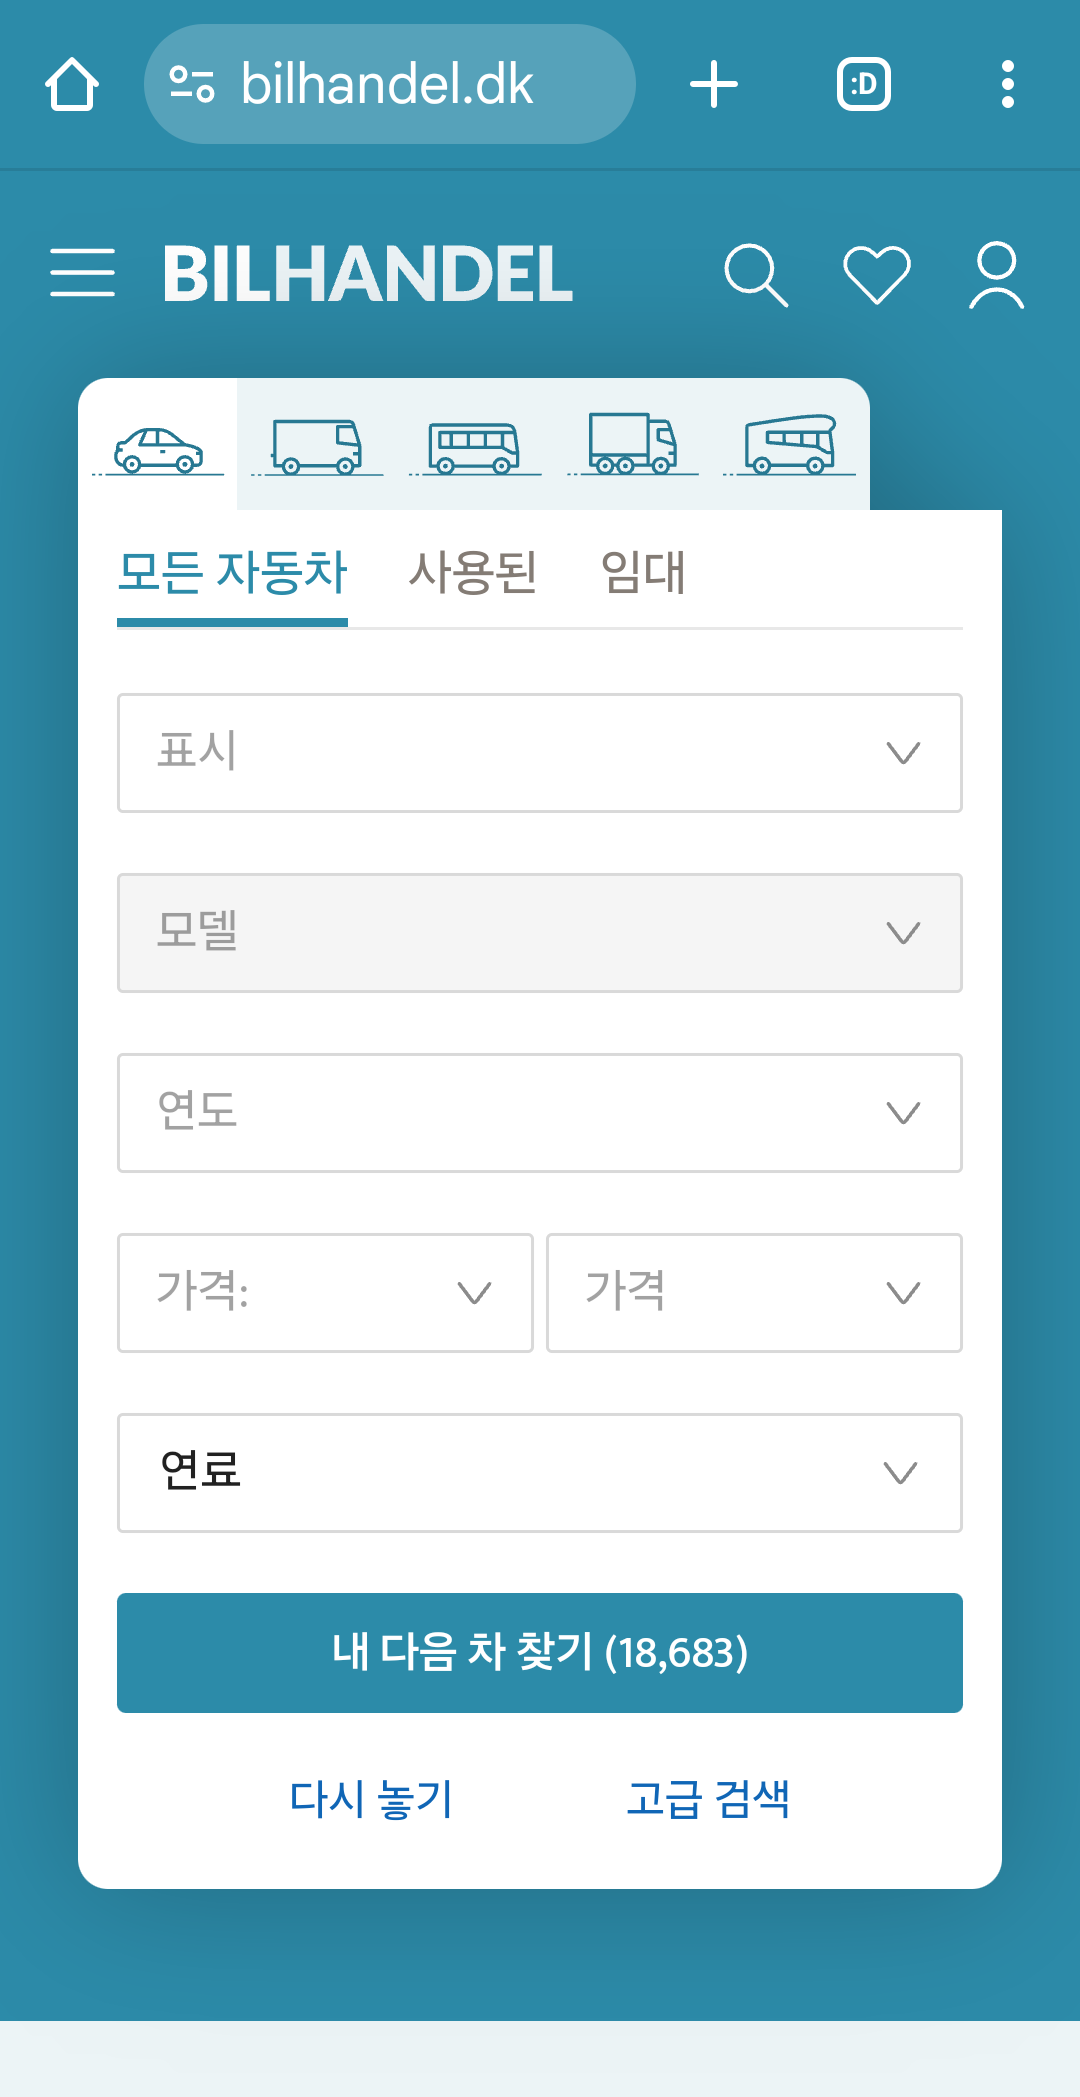 bilhandel.dk
:D
BILHANDEL
모든 자동차 사용된 임대
표시
모델
연도
가격: 가격
연료
내 다음 차 찾기 (18,683)
다시 놓기 고급 검색